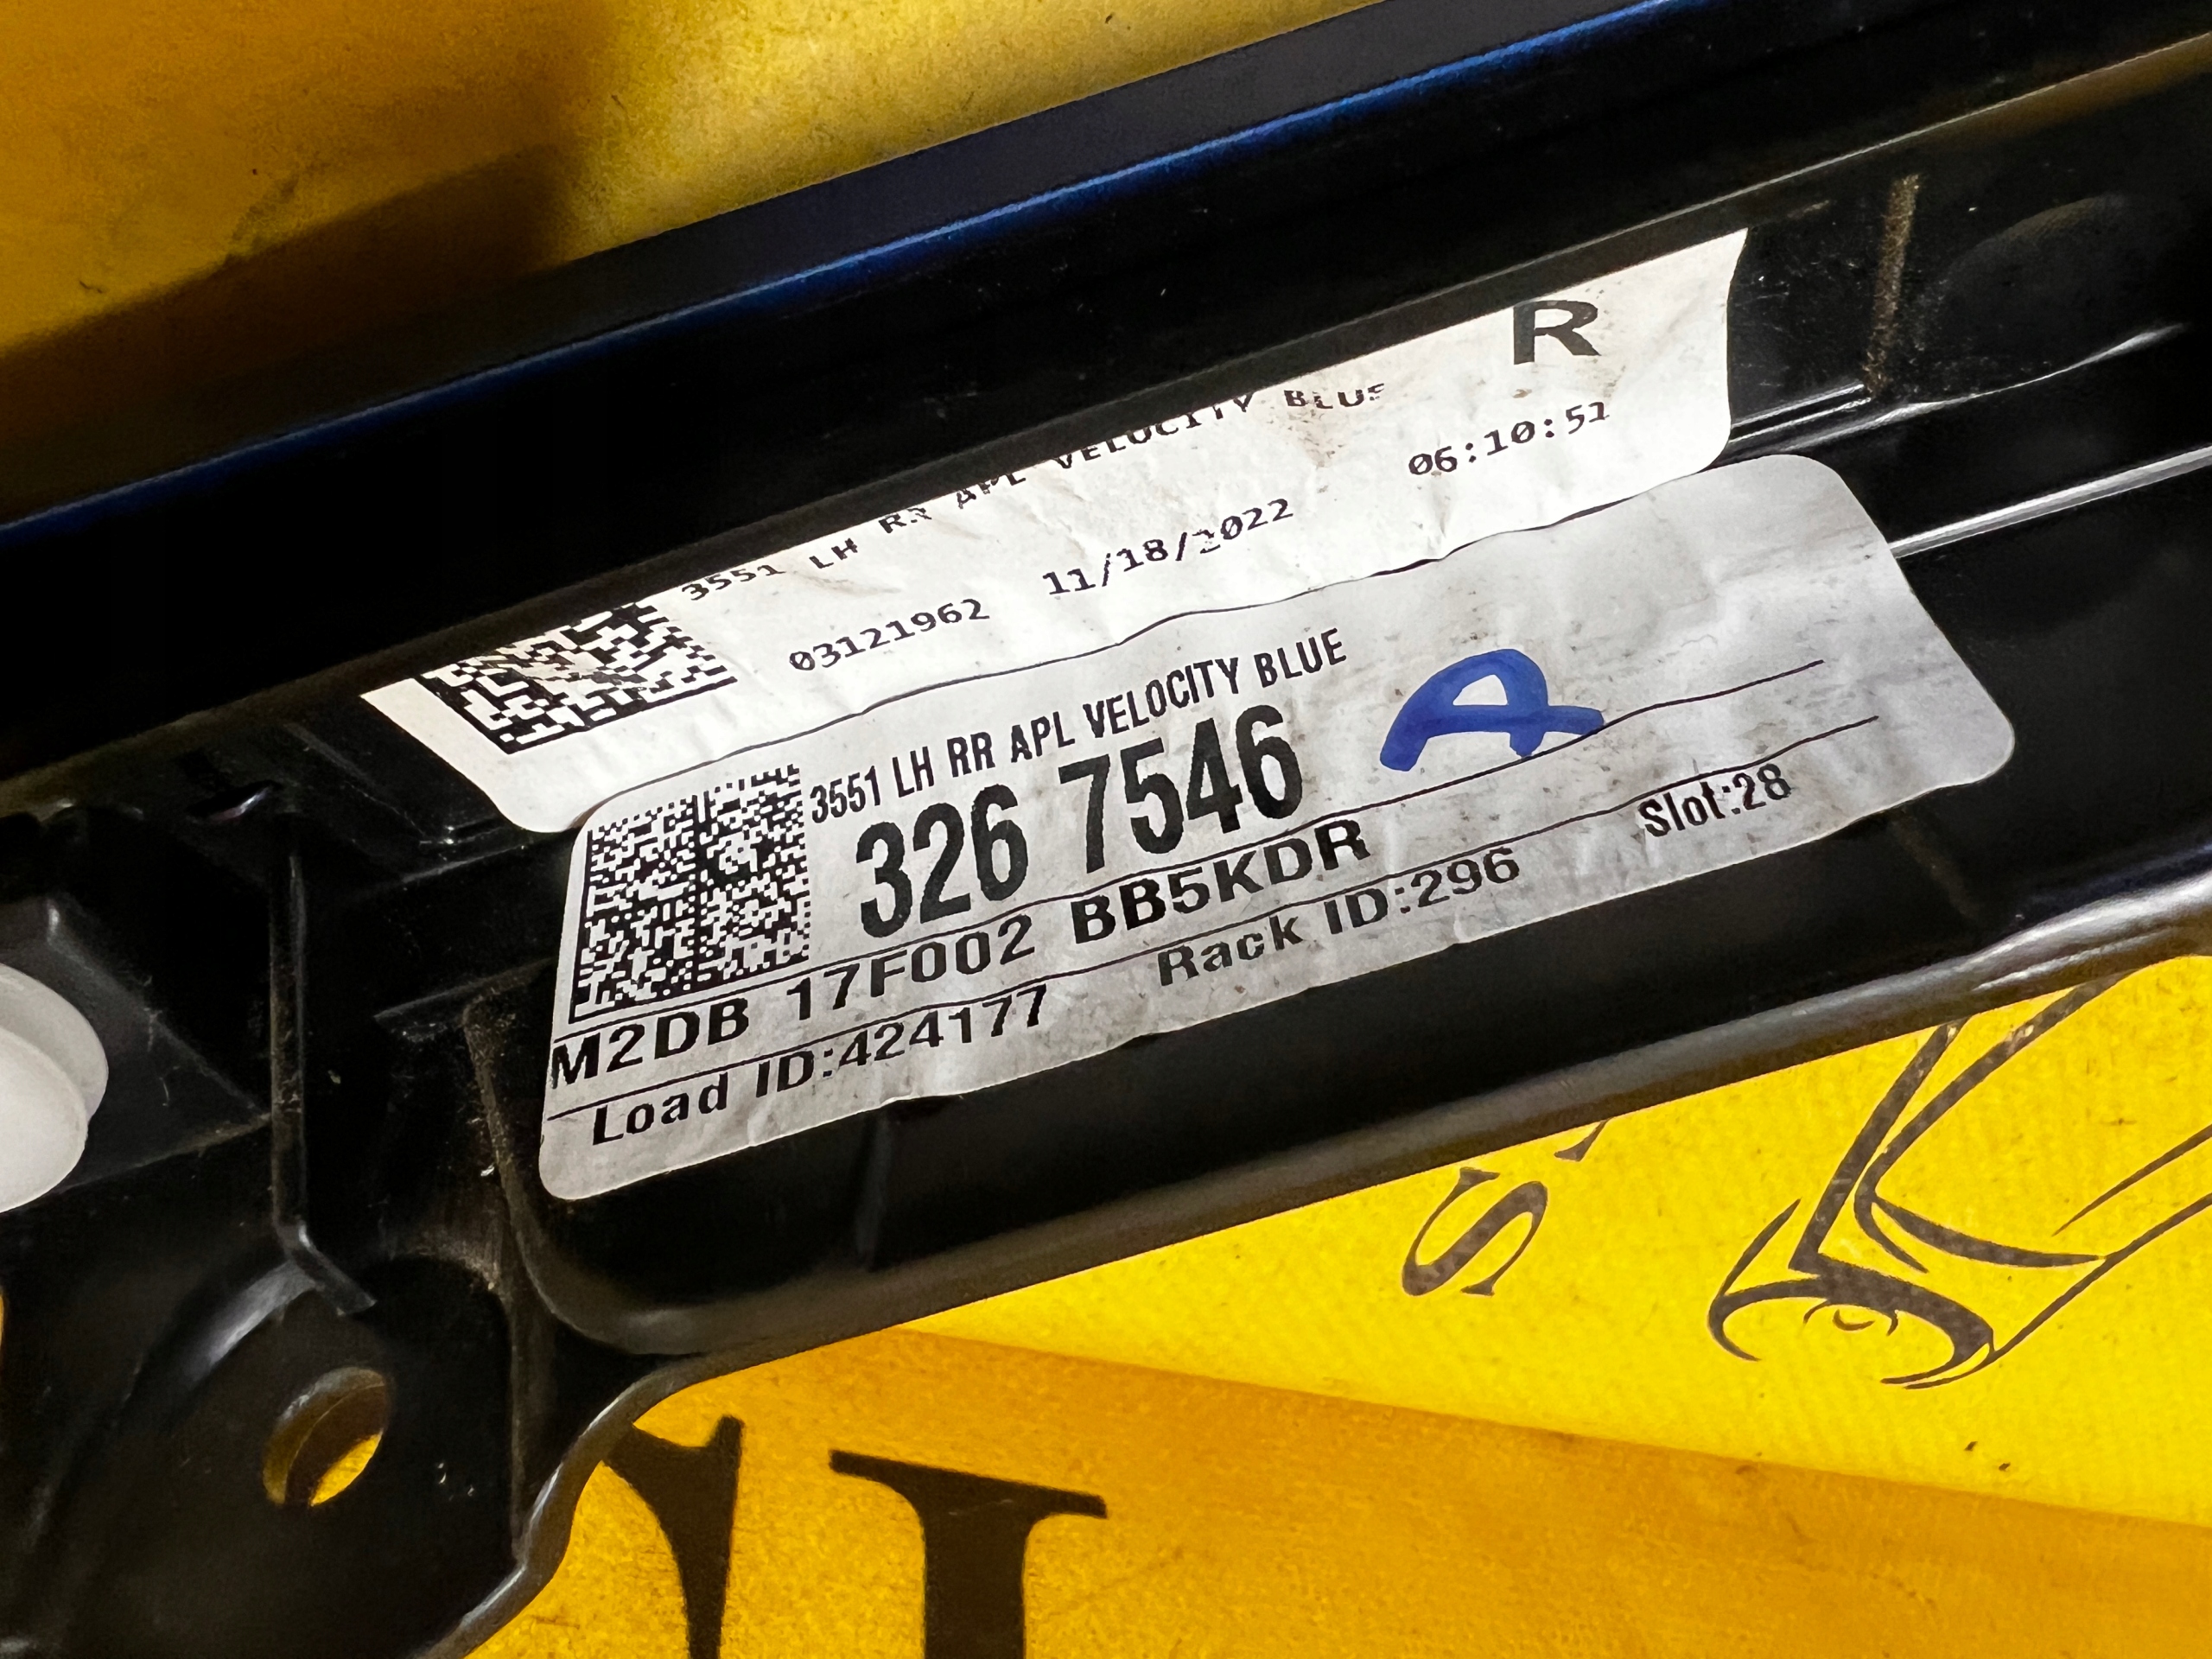 R
3551 LH RR APL VELOCITY BLUE
03121962 11/18/2022 06:10:51
3551 LH RR APL VELOCITY BLUE
326 7546 A
M2DB 17F002 BB5KDR
Load ID:424177 Rack ID:296 Slot:28
S